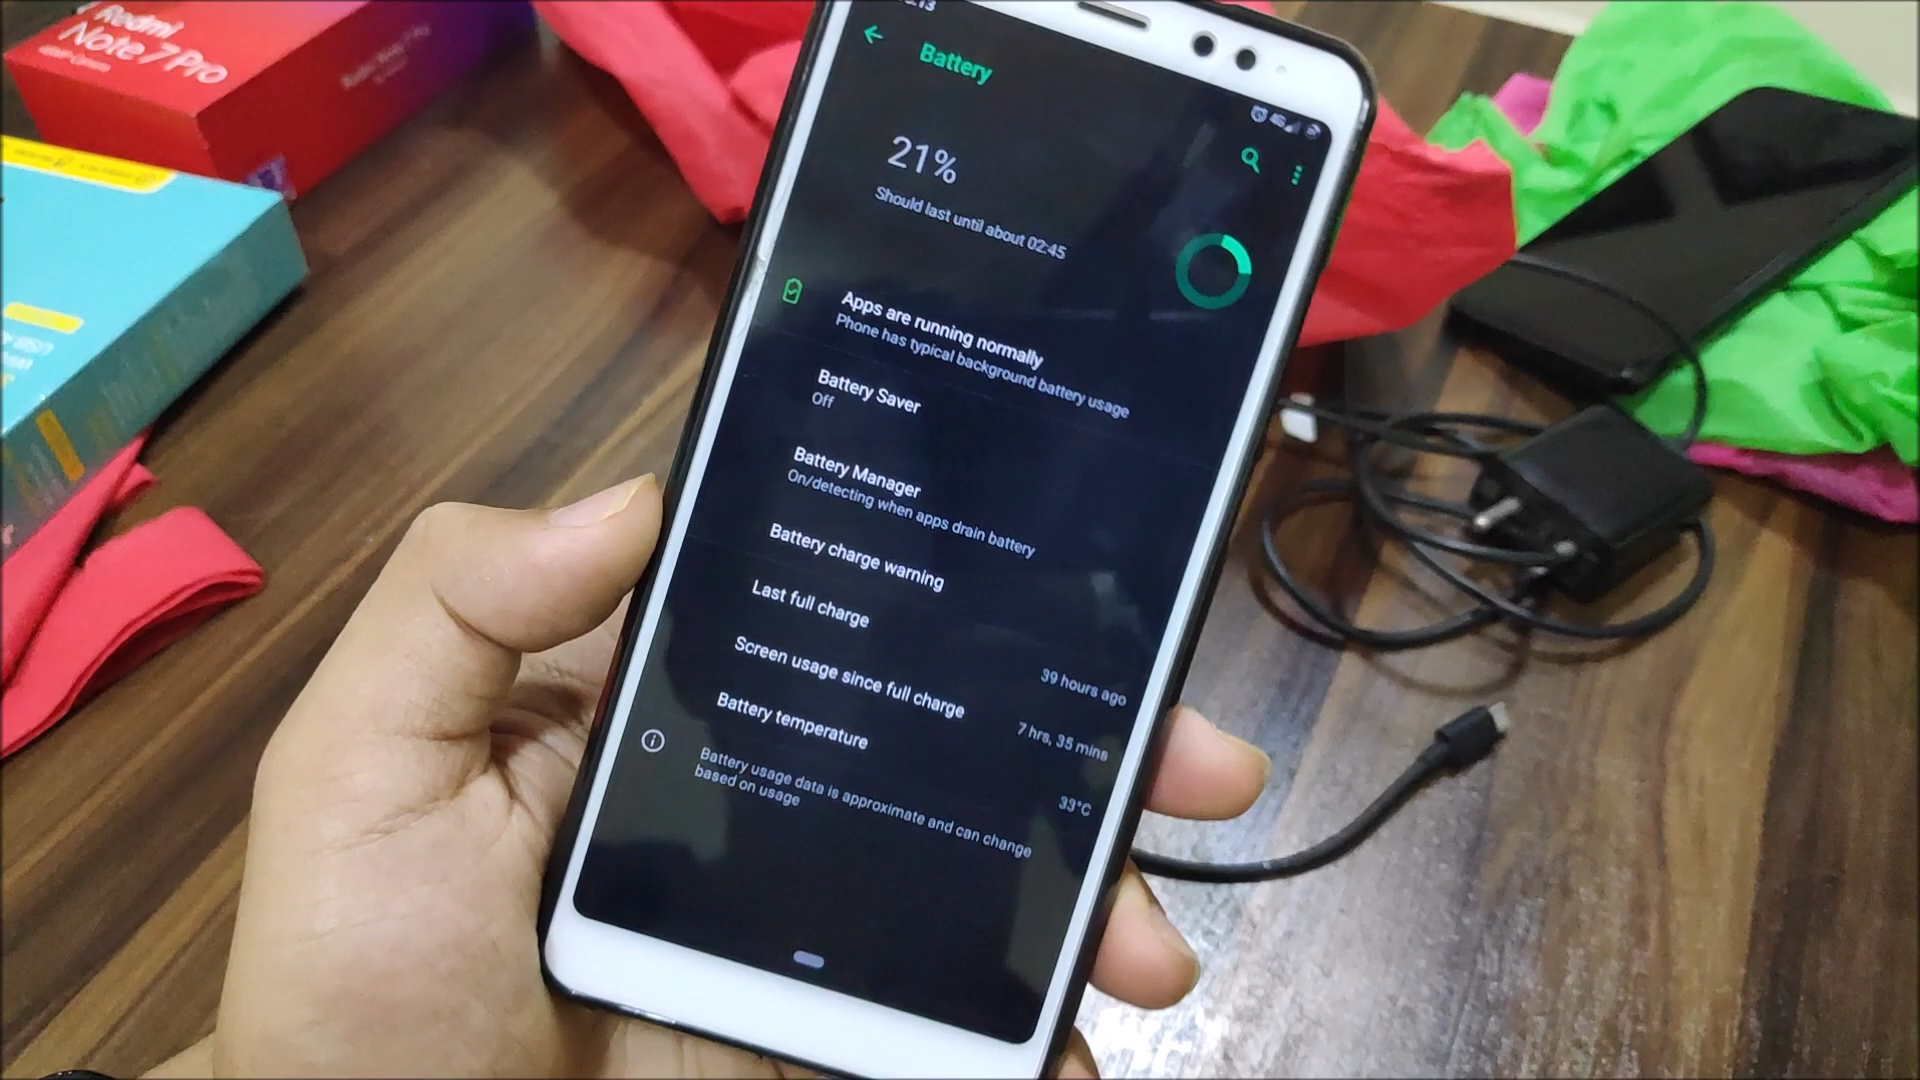 Redmi
Note 7 Pro
Battery
4G
21%
Should last until about 02:45
Apps are running normally
Phone has typical background battery usage
Battery Saver
Off
Battery Manager
On/detecting when apps drain battery
Battery charge warning
Last full charge
39 hours ago
Screen usage since full charge
7 hrs, 35 mins
Battery temperature
33°C
Battery usage data is approximate and can change
based on usage